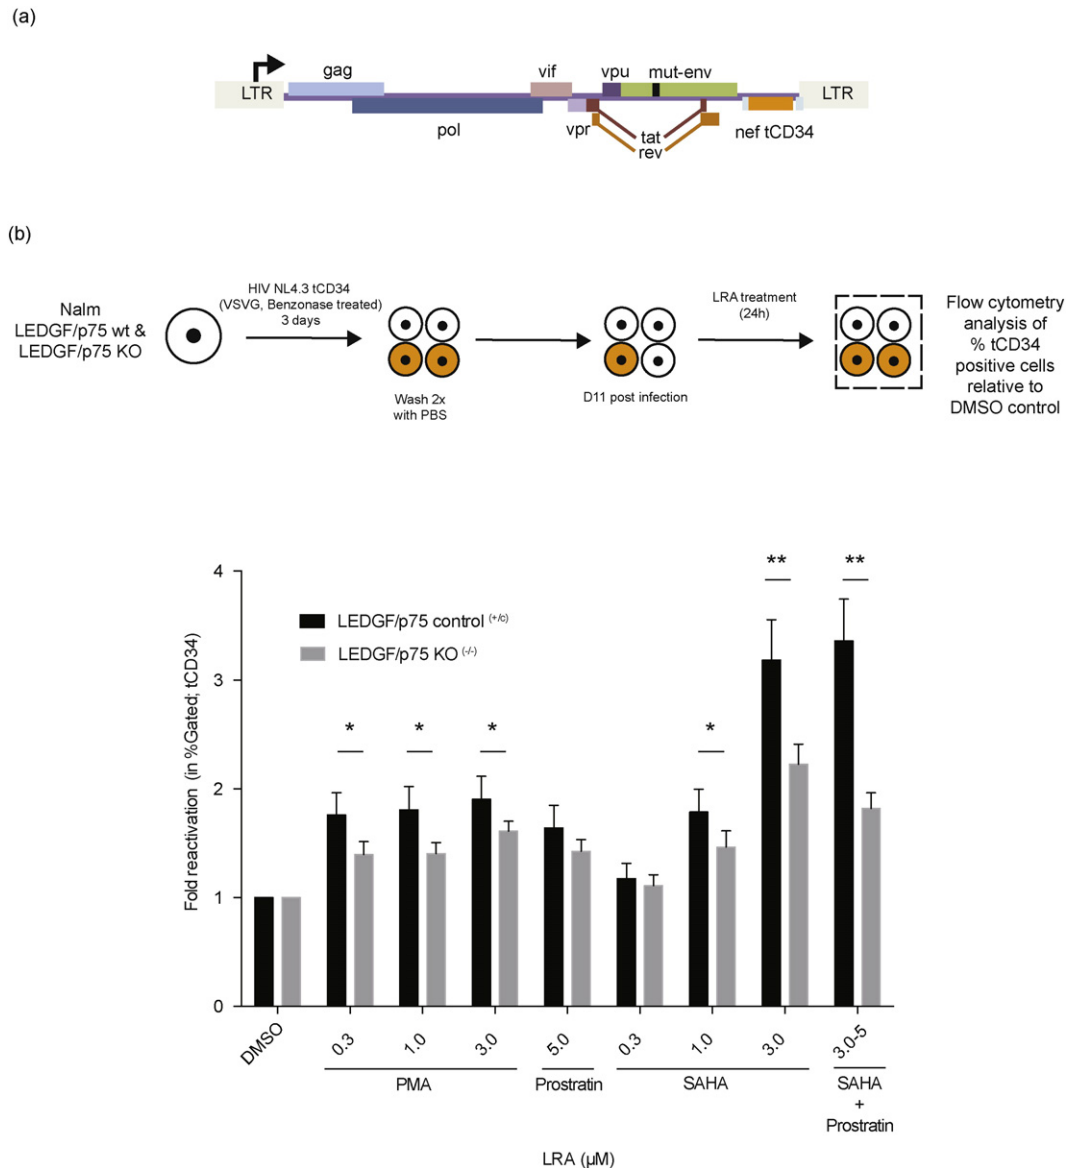 (a)
gag
vif
vpu
mut-env
LTR
LTR
pol
vpr
tat
rev
nef tCD34
(b)
Nalm
LEDGF/p75 wt &
LEDGF/p75 KO
HIV NL4.3 tCD34
(VSVG, Benzonase treated)
3 days
Wash 2x
with PBS
D11 post infection
LRA treatment
(24h)
Flow cytometry
analysis of
% tCD34
positive cells
relative to
DMSO control
Fold reactivation (in %Gated; tCD34)
4
3
2
1
0
LEDGF/p75 control (+/c)
LEDGF/p75 KO (-/-)
*
*
*
*
**
**
DMSO
0.3
1.0
3.0
5.0
0.3
1.0
3.0
3.0-5
PMA
Prostratin
SAHA
SAHA
+
Prostratin
LRA (µM)